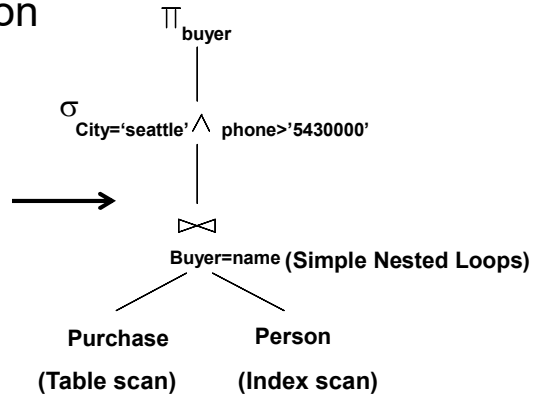 on
π buyer
σ City=‘seattle’ ∧ phone>’5430000’
⋈
Buyer=name (Simple Nested Loops)
Purchase Person
(Table scan) (Index scan)